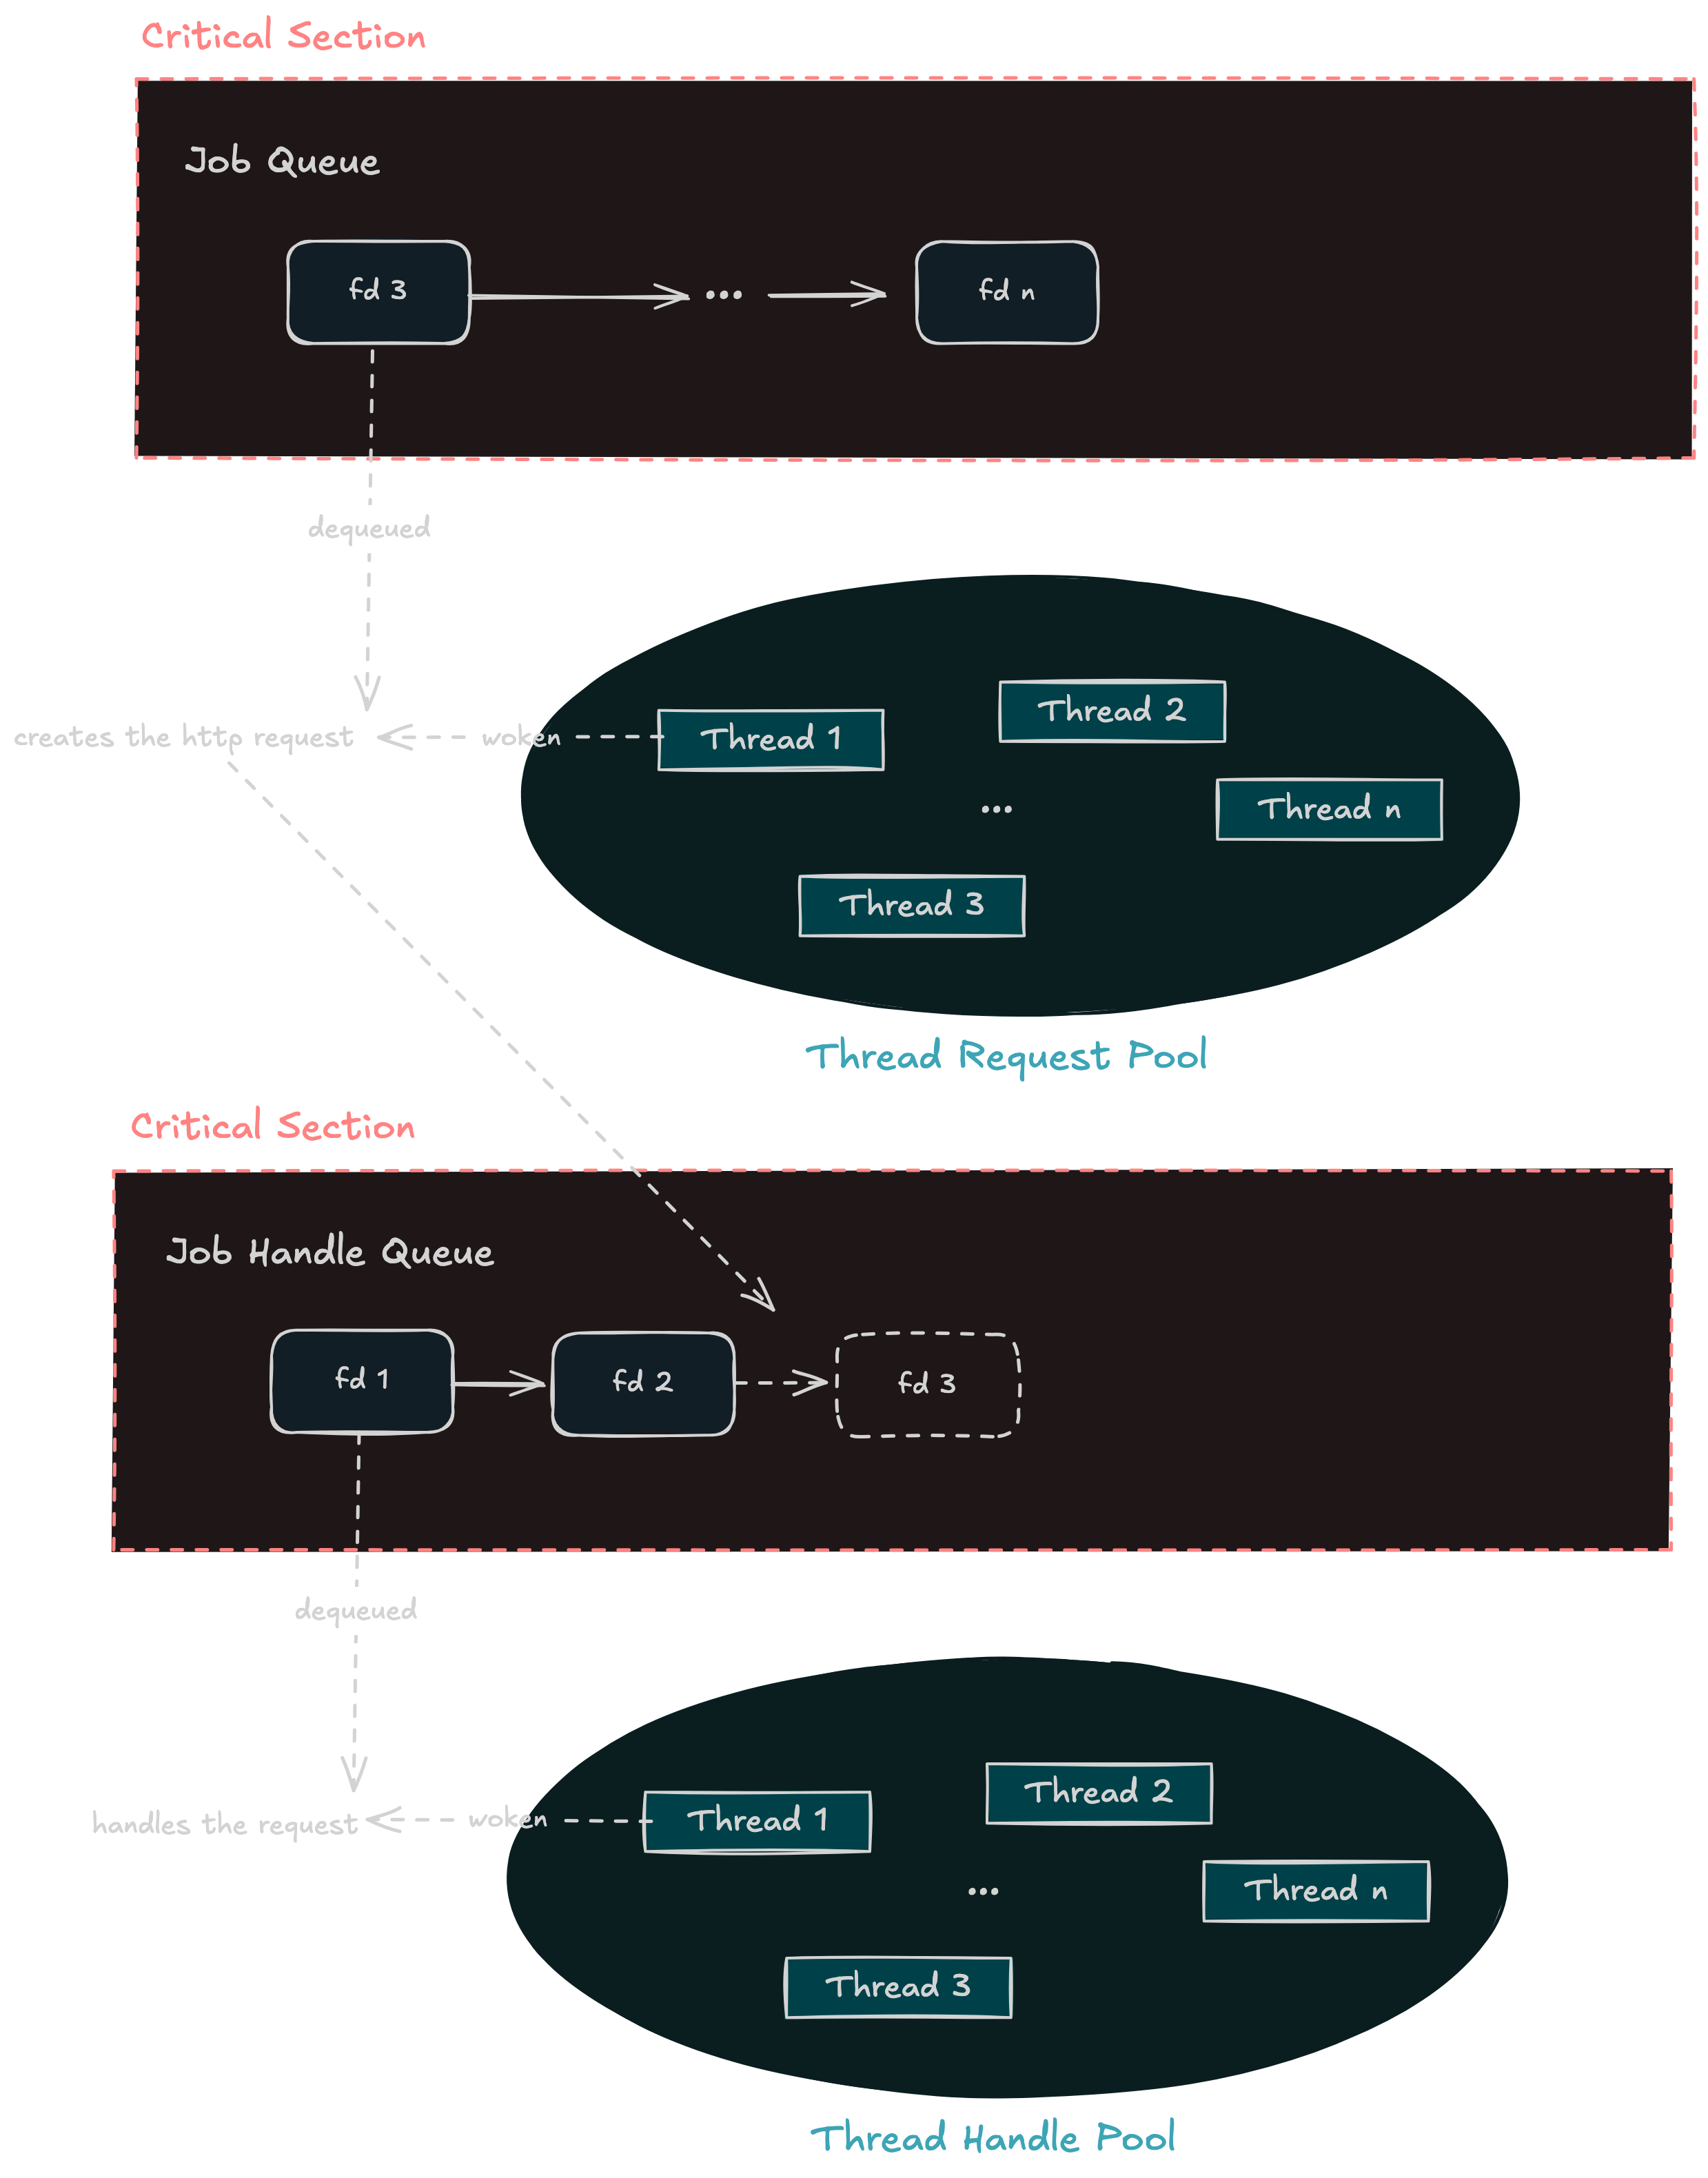 Critical Section
Job Queue
fd 3
...
fd n
dequeued
creates the http request
woken
Thread 1
Thread 2
...
Thread n
Thread 3
Thread Request Pool
Critical Section
Job Handle Queue
fd 1
fd 2
fd 3
dequeued
handles the request
woken
Thread 1
Thread 2
...
Thread n
Thread 3
Thread Handle Pool